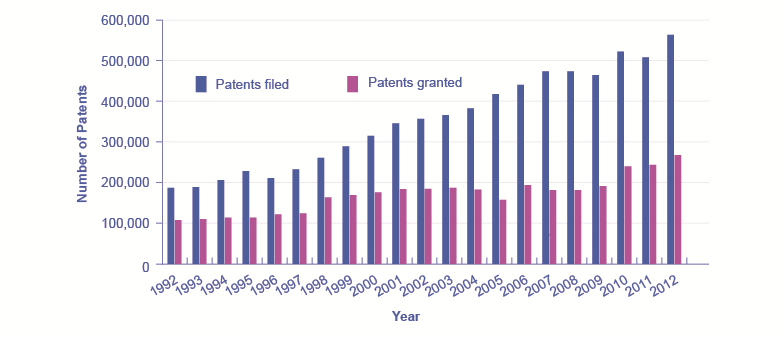 600,000
500,000
400,000
300,000
200,000
100,000
0
Number of Patents
Patents filed
Patents granted
1992 1993 1994 1995 1996 1997 1998 1999 2000 2001 2002 2003 2004 2005 2006 2007 2008 2009 2010 2011 2012
Year